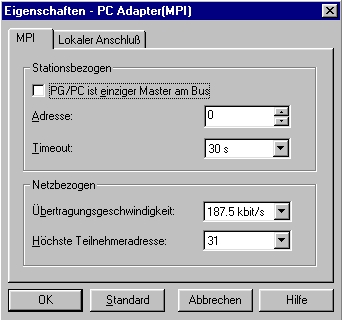 Eigenschaften - PC Adapter(MPI)
MPI
Lokaler Anschluß
Stationsbezogen
PG/PC ist einziger Master am Bus
Adresse: 0
Timeout: 30 s
Netzbezogen
Übertragungsgeschwindigkeit: 187.5 kbit/s
Höchste Teilnehmeradresse: 31
OK
Standard
Abbrechen
Hilfe